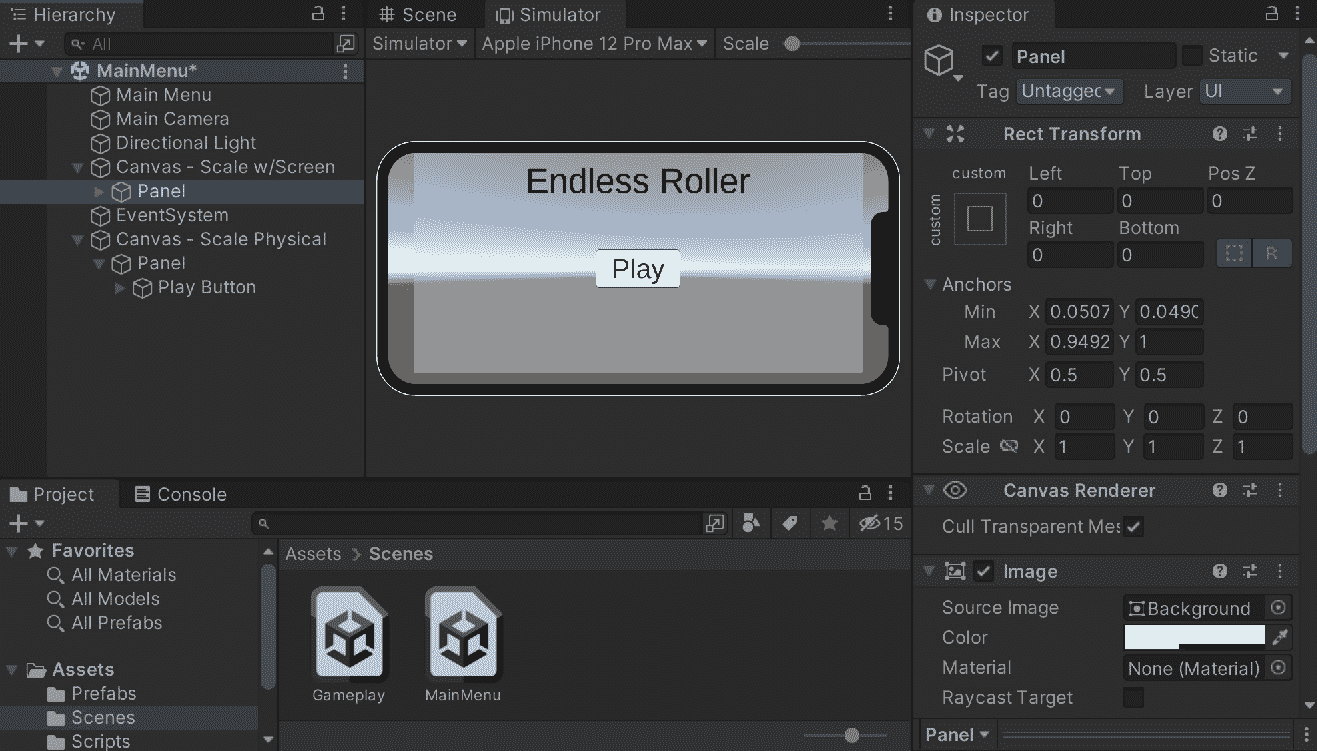 Hierarchy
All
MainMenu*
Main Menu
Main Camera
Directional Light
Canvas - Scale w/Screen
Panel
EventSystem
Canvas - Scale Physical
Panel
Play Button
Scene
Simulator
Simulator
Apple iPhone 12 Pro Max
Scale
Endless Roller
Play
Inspector
Panel
Static
Tag
Untagged
Layer
UI
Rect Transform
custom
custom
Left
Top
Pos Z
0
0
0
Right
Bottom
0
0
R
Anchors
Min X 0.0507 Y 0.0490
Max X 0.9492 Y 1
Pivot X 0.5 Y 0.5
Rotation X 0 Y 0 Z 0
Scale X 1 Y 1 Z 1
Canvas Renderer
Cull Transparent Mes
Image
Source Image
Background
Color
Material
None (Material)
Raycast Target
Panel
Project
Console
15
Favorites
All Materials
All Models
All Prefabs
Assets
Prefabs
Scenes
Scripts
Assets > Scenes
Gameplay
MainMenu